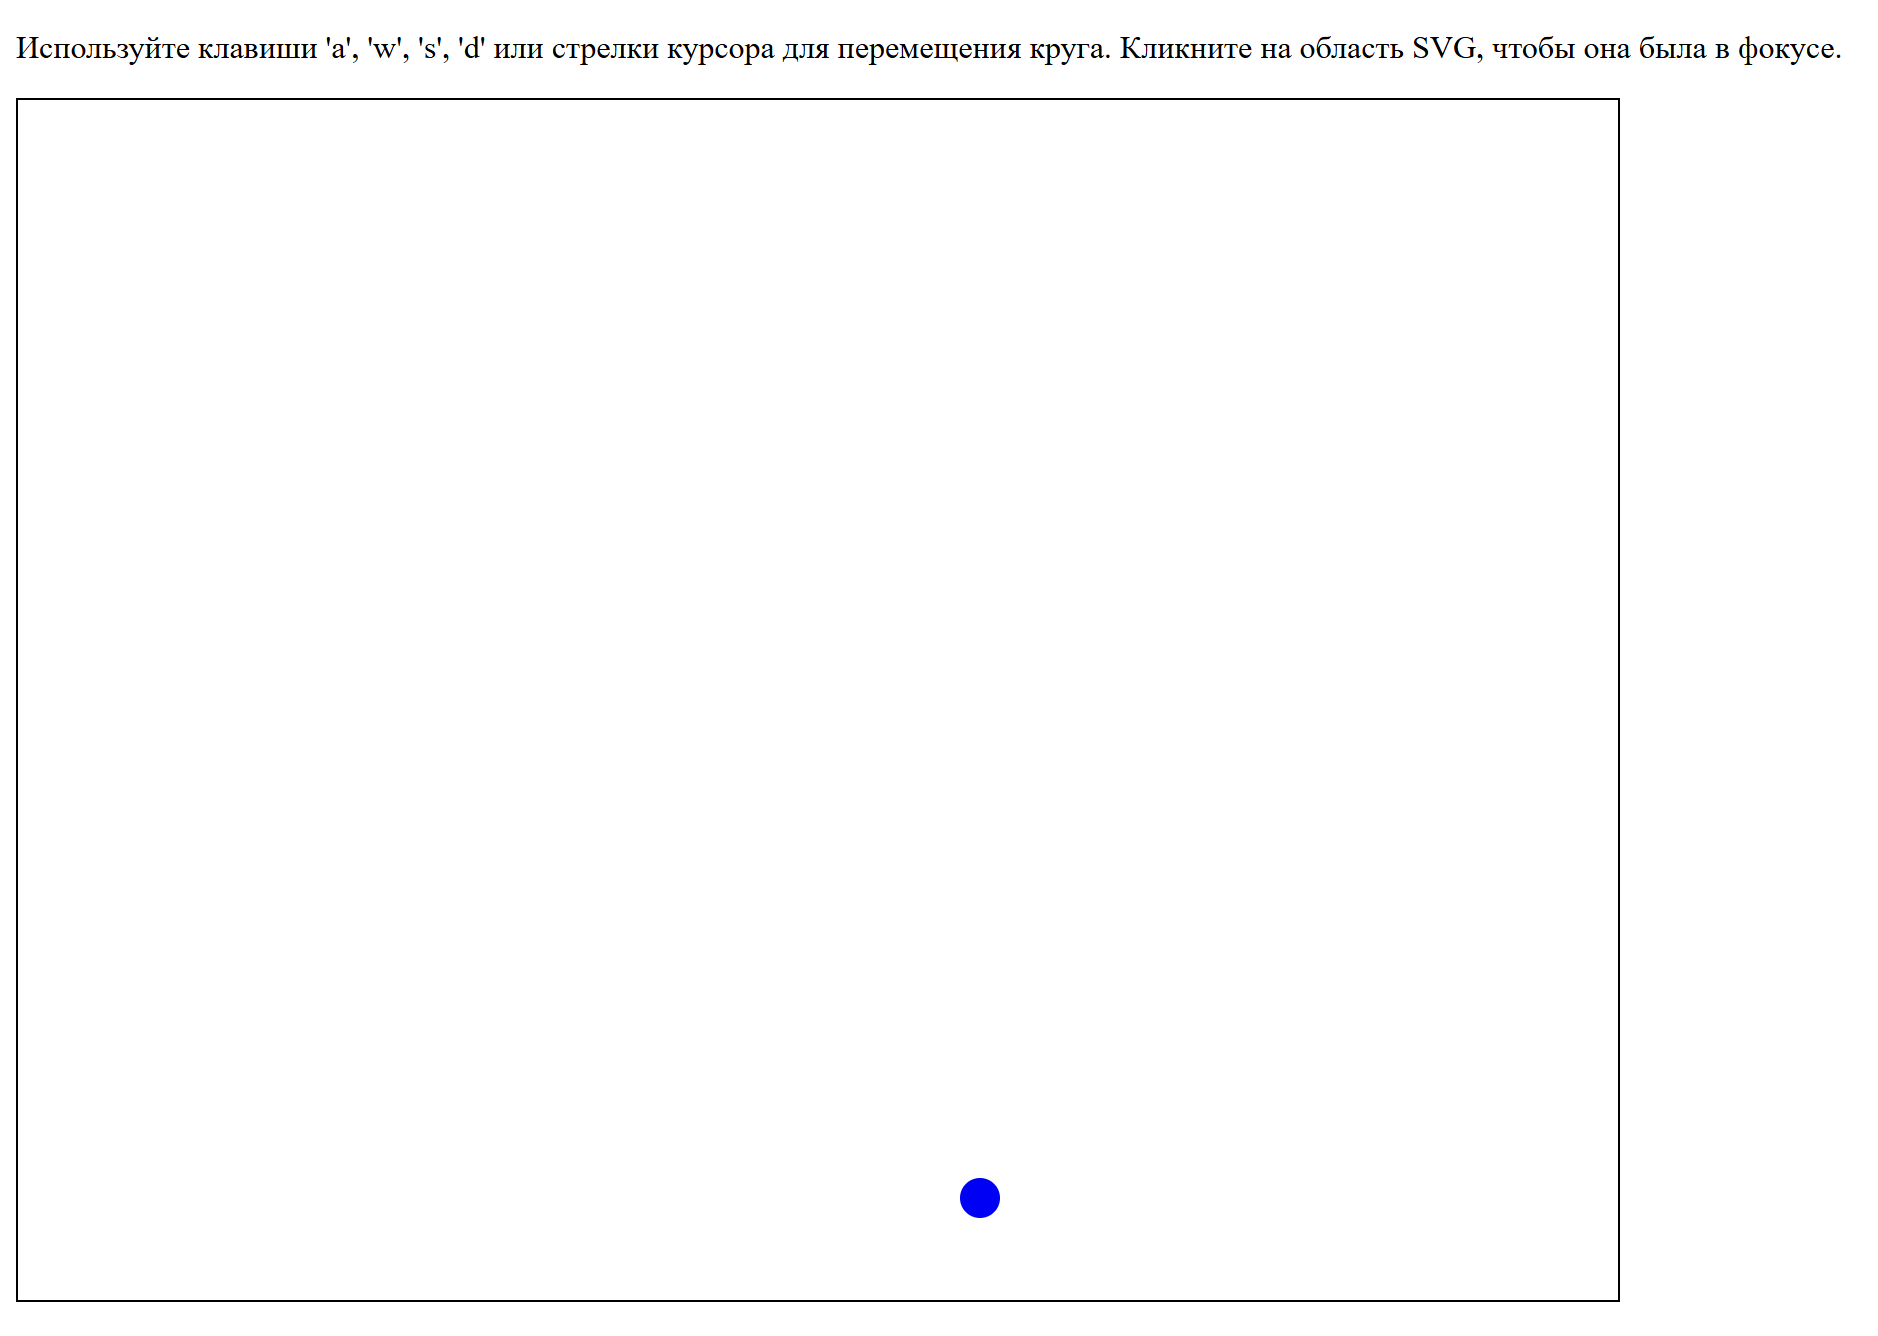 Используйте клавиши 'a', 'w', 's', 'd' или стрелки курсора для перемещения круга. Кликните на область SVG, чтобы она была в фокусе.